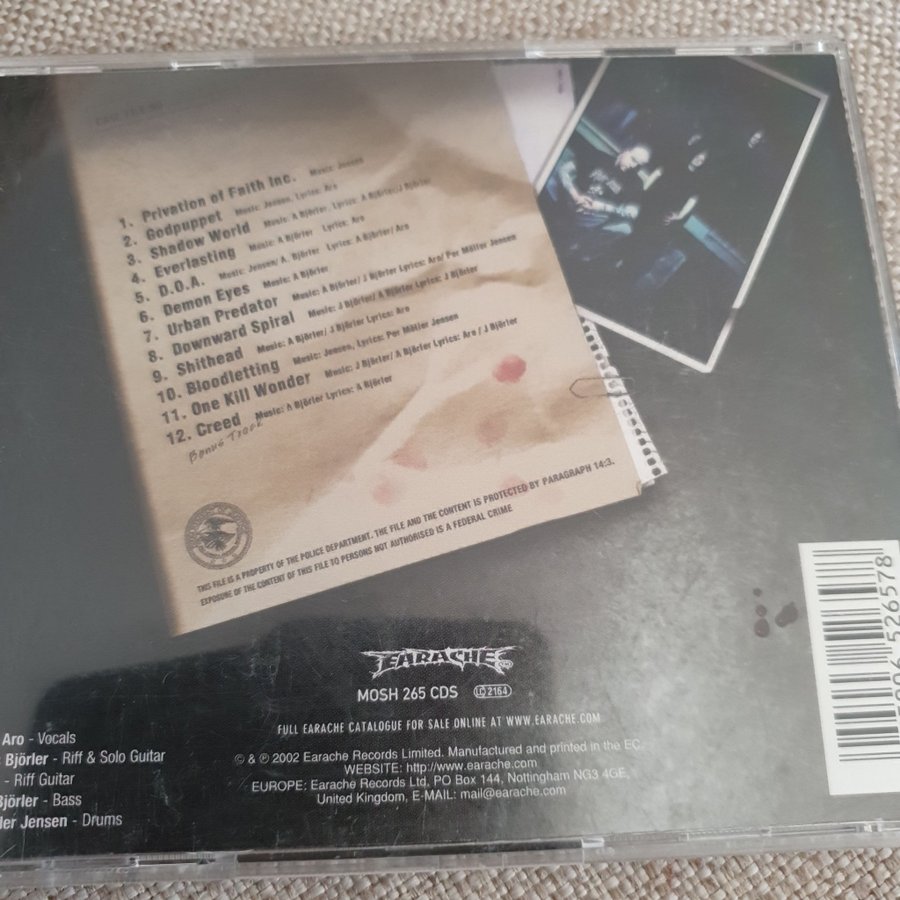 1. Privation of Faith Inc. Music: Jensen
2. Godpuppet Music: Jensen, Lyrics: Aro
3. Shadow World Music: A Björler, Lyrics: A Björler/J Björler
4. Everlasting Music: A Björler Lyrics: Aro
5. D.O.A. Music: Jensen/ A. Björler Lyrics: A Björler/ Aro
6. Demon Eyes Music: A Björler
7. Urban Predator Music: A Björler/ J Björler Lyrics: Aro/ Per Möller Jensen
8. Downward Spiral Music: J Björler/ A Björler Lyrics: J Björler
9. Shithead Music: A Björler/ J Björler Lyrics: Aro
10. Bloodletting Music: Jensen, Lyrics: Per Möller Jensen
11. One Kill Wonder Music: J Björler/ A Björler Lyrics: Aro / J Björler
12. Creed Music: A Björler Lyrics: A Björler
Bonus Track
THIS FILE IS A PROPERTY OF THE POLICE DEPARTMENT. THE FILE AND THE CONTENT IS PROTECTED BY PARAGRAPH 14:3.
EXPOSURE OF THE CONTENT OF THIS FILE TO PERSONS NOT AUTHORISED IS A FEDERAL CRIME
EARACHE
MOSH 265 CDS LC 2164
FULL EARACHE CATALOGUE FOR SALE ONLINE AT WWW.EARACHE.COM
© & ℗ 2002 Earache Records Limited. Manufactured and printed in the EC.
WEBSITE: http://www.earache.com
EUROPE: Earache Records Ltd, PO Box 144, Nottingham NG3 4GE,
United Kingdom, E-MAIL: mail@earache.com
Aro - Vocals
Björler - Riff & Solo Guitar
- Riff Guitar
Björler - Bass
Jensen - Drums
526578